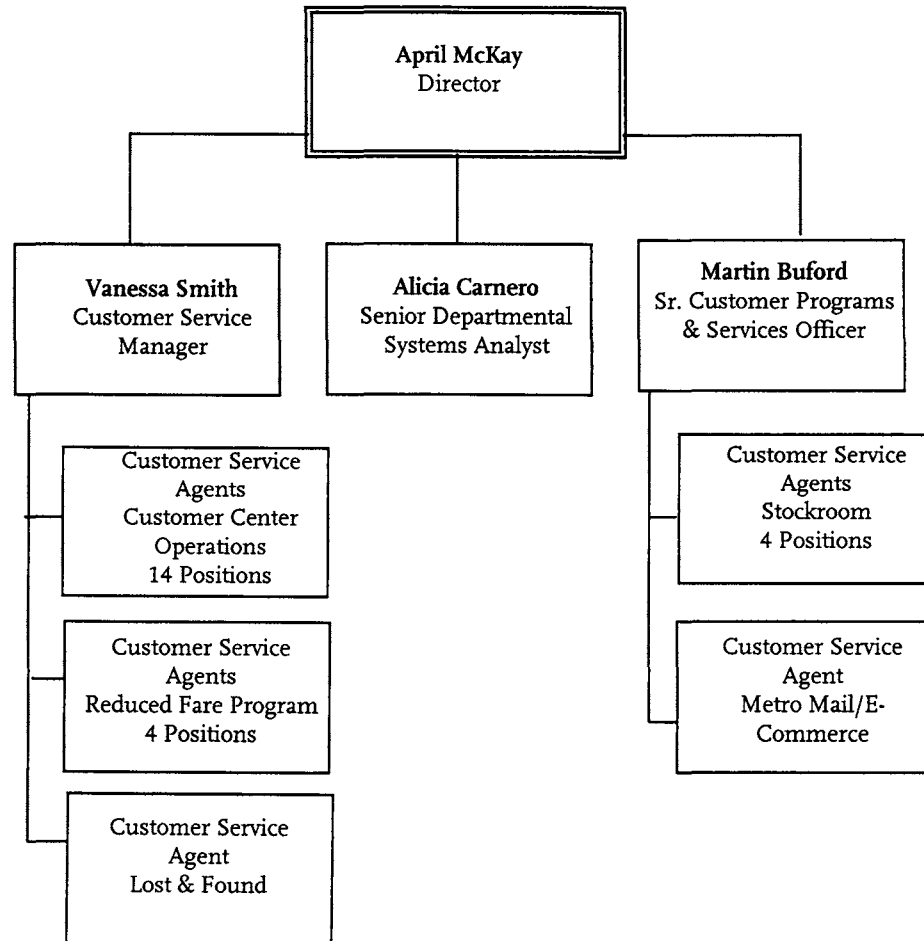 April McKay
Director
Vanessa Smith
Customer Service
Manager
Alicia Carnero
Senior Departmental
Systems Analyst
Martin Buford
Sr. Customer Programs
& Services Officer
Customer Service
Agents
Customer Center
Operations
14 Positions
Customer Service
Agents
Reduced Fare Program
4 Positions
Customer Service
Agent
Lost & Found
Customer Service
Agents
Stockroom
4 Positions
Customer Service
Agent
Metro Mail/E-
Commerce